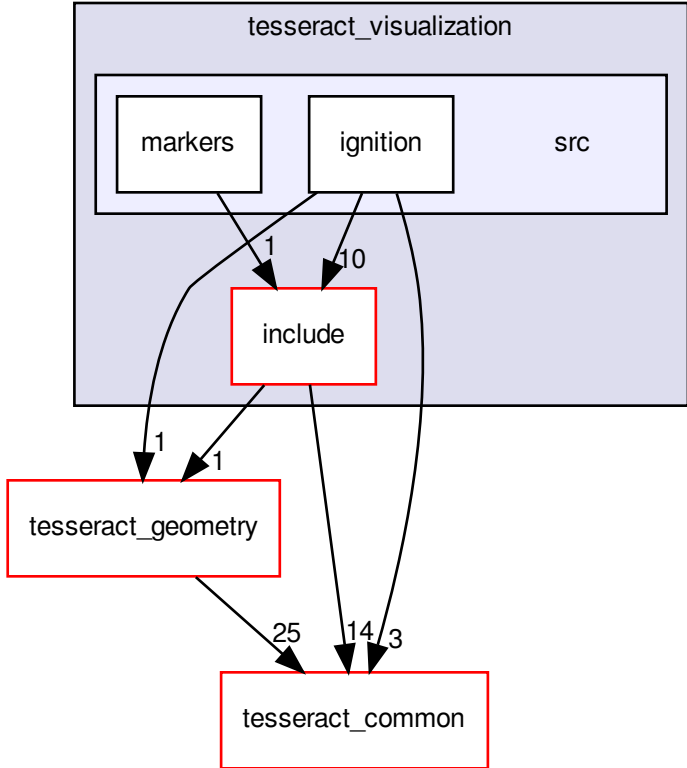 tesseract_visualization
markers
ignition
src
1
10
include
1
1
tesseract_geometry
25
14
3
tesseract_common